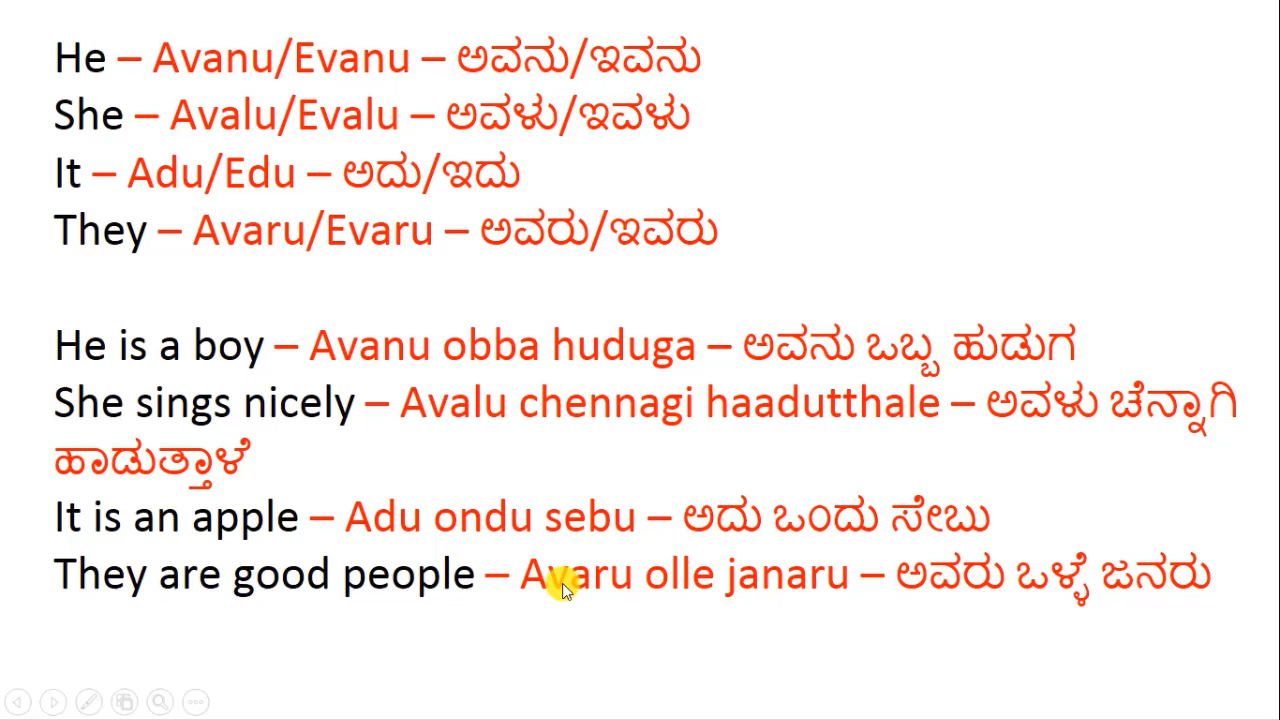 He – Avanu/Evanu – ಅವನು/ಇವನು
She – Avalu/Evalu – ಅವಳು/ಇವಳು
It – Adu/Edu – ಅದು/ಇದು
They – Avaru/Evaru – ಅವರು/ಇವರು
He is a boy – Avanu obba huduga – ಅವನು ಒಬ್ಬ ಹುಡುಗ
She sings nicely – Avalu chennagi haadutthale – ಅವಳು ಚೆನ್ನಾಗಿ
ಹಾಡುತ್ತಾಳೆ
It is an apple – Adu ondu sebu – ಅದು ಒಂದು ಸೇಬು
They are good people – Avaru olle janaru – ಅವರು ಒಳ್ಳೆ ಜನರು